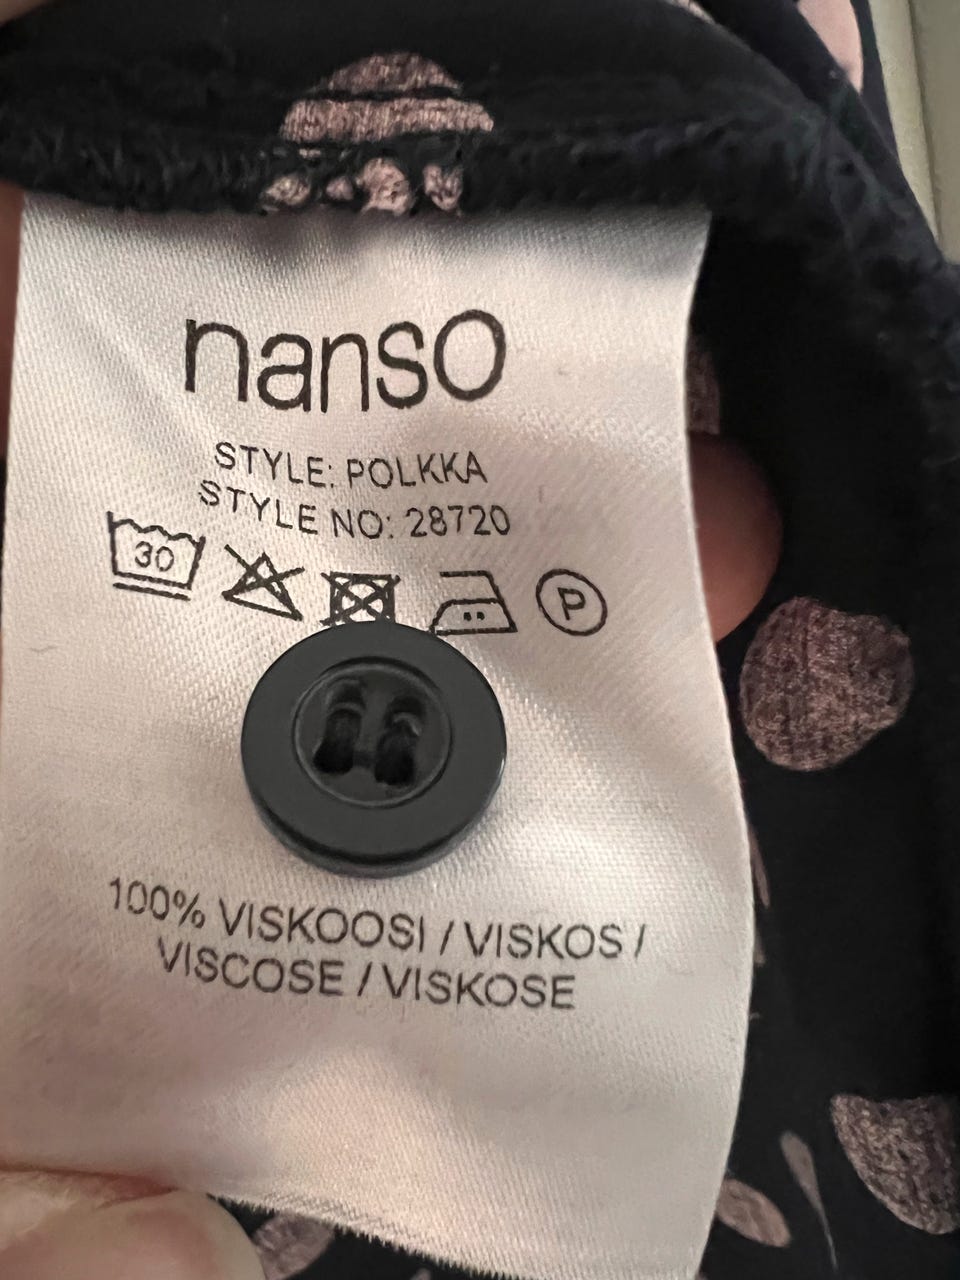 nanso
STYLE: POLKKA
STYLE NO: 28720
30 P
100% VISKOOSI / VISKOS /
VISCOSE / VISKOSE